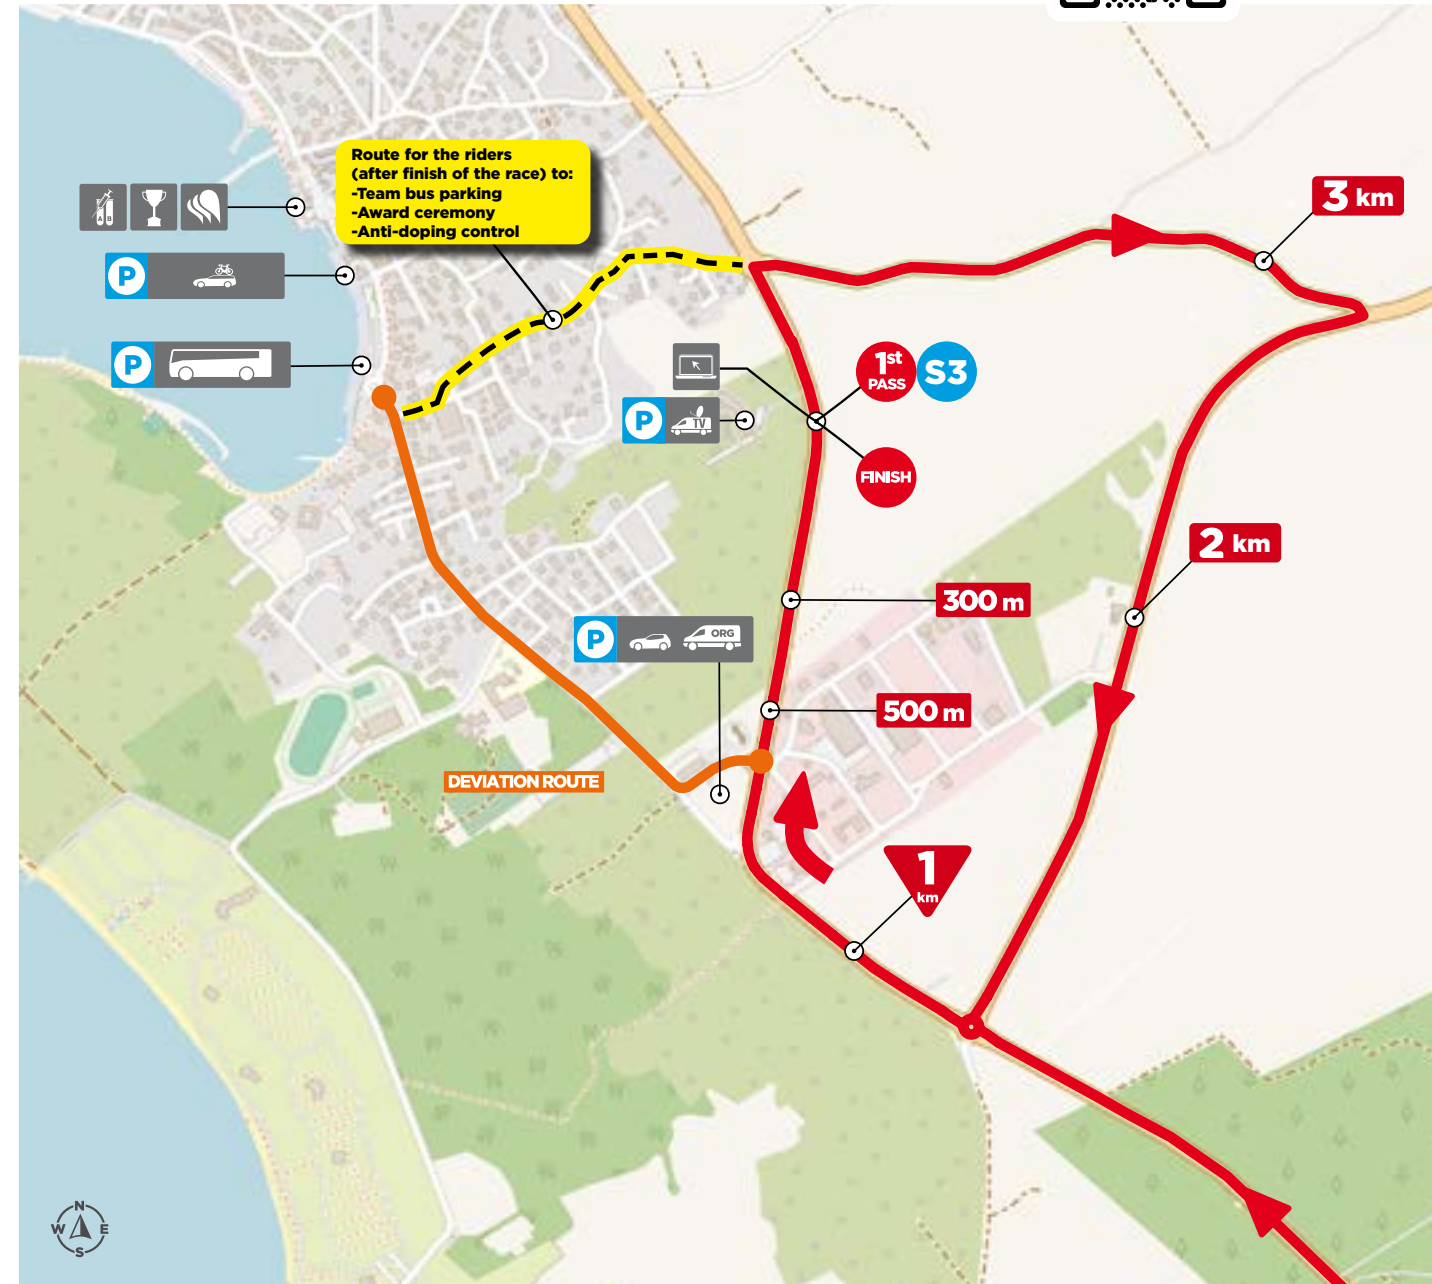 Route for the riders
(after finish of the race) to:
-Team bus parking
-Award ceremony
-Anti-doping control
3 km
A B
P
P
1st
PASS
S3
P
TV
FINISH
2 km
300 m
P
ORG
500 m
DEVIATION ROUTE
1
km
N
W E
S